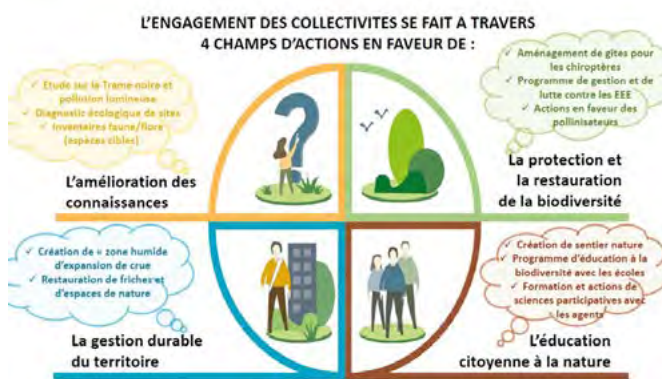 L'ENGAGEMENT DES COLLECTIVITES SE FAIT A TRAVERS
4 CHAMPS D'ACTIONS EN FAVEUR DE :
✓ Etude sur la Trame noire et
pollution lumineuse
✓ Diagnostic écologique de sites
✓ Inventaires faune/flore
(espèces cibles)
L'amélioration des
connaissances
✓ Aménagement de gîtes pour
les chiroptères
✓ Programme de gestion et de
lutte contre les EEE
✓ Actions en faveur des
pollinisateurs
La protection et
la restauration
de la biodiversité
✓ Création de « zone humide
d'expansion de crue
✓ Restauration de friches et
d'espaces de nature
La gestion durable
du territoire
✓ Création de sentier nature
✓ Programme d'éducation à la
biodiversité avec les écoles
✓ Formation et actions de
sciences participatives avec
les agents
L'éducation
citoyenne à la nature